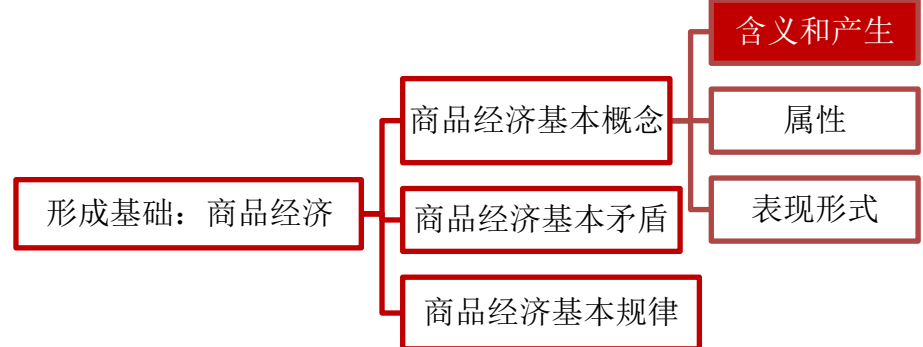 含义和产生
商品经济基本概念
属性
形成基础：商品经济
商品经济基本矛盾
表现形式
商品经济基本规律